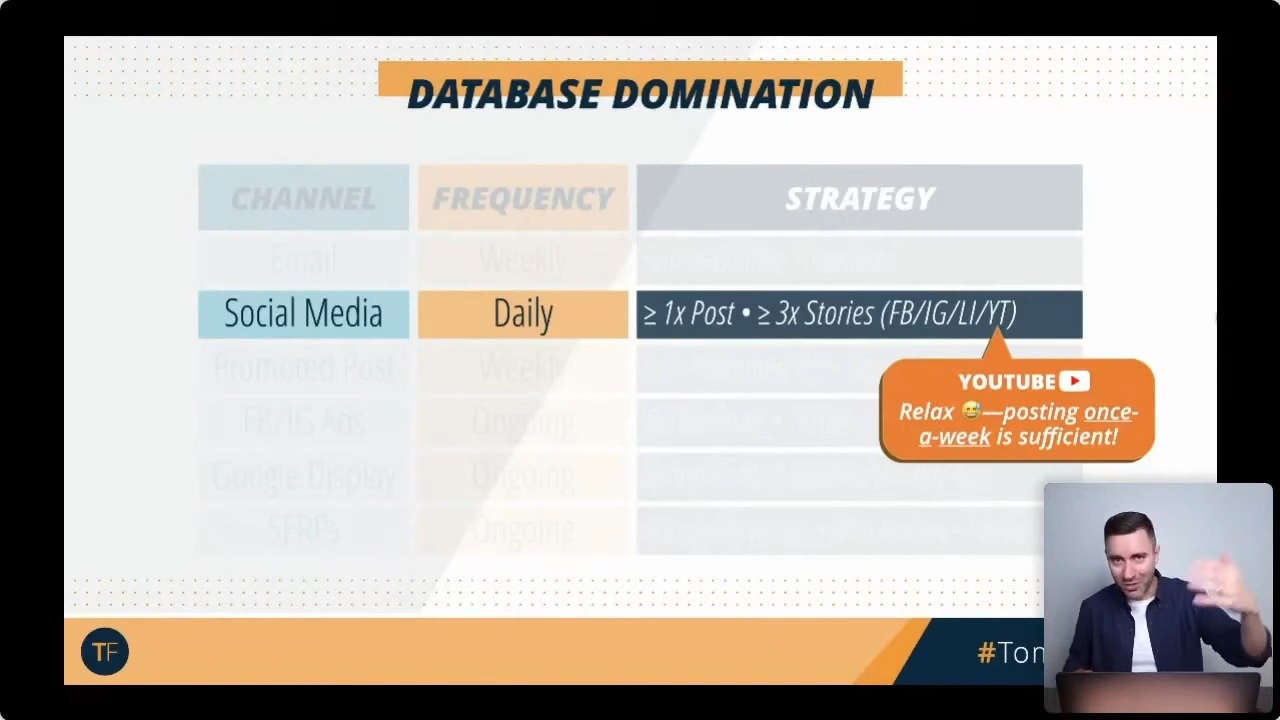 DATABASE DOMINATION
CHANNEL FREQUENCY STRATEGY
Email Weekly
Social Media Daily ≥ 1x Post • ≥ 3x Stories (FB/IG/LI/YT)
Promoted Post Weekly
YOUTUBE
Relax 😅—posting once-
a-week is sufficient!
FB/IG Ads Ongoing
Google Display Ongoing
SERPs Ongoing
TF
#Tom